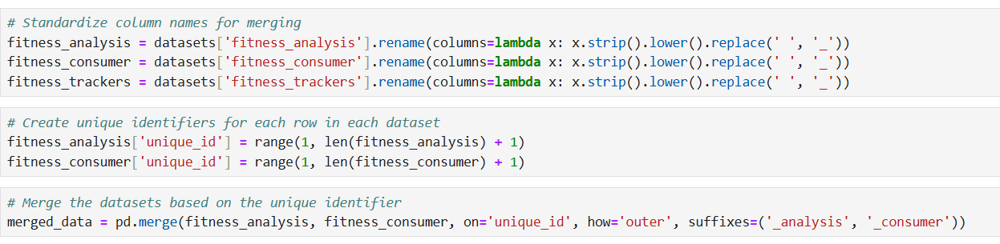 # Standardize column names for merging
fitness_analysis = datasets['fitness_analysis'].rename(columns=lambda x: x.strip().lower().replace(' ', '_'))
fitness_consumer = datasets['fitness_consumer'].rename(columns=lambda x: x.strip().lower().replace(' ', '_'))
fitness_trackers = datasets['fitness_trackers'].rename(columns=lambda x: x.strip().lower().replace(' ', '_'))
# Create unique identifiers for each row in each dataset
fitness_analysis['unique_id'] = range(1, len(fitness_analysis) + 1)
fitness_consumer['unique_id'] = range(1, len(fitness_consumer) + 1)
# Merge the datasets based on the unique identifier
merged_data = pd.merge(fitness_analysis, fitness_consumer, on='unique_id', how='outer', suffixes=('_analysis', '_consumer'))